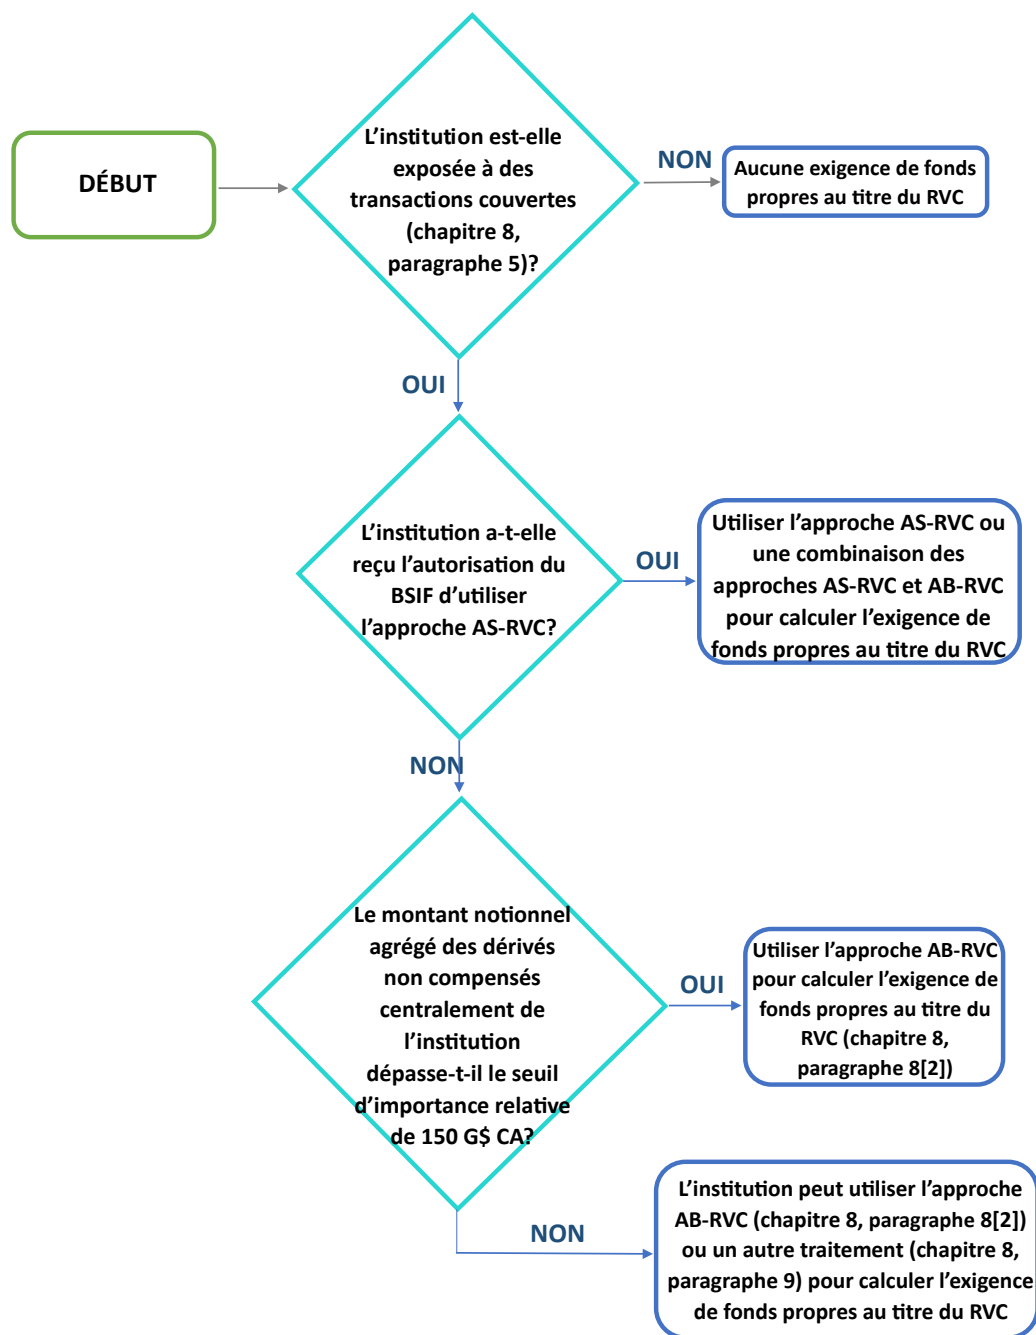 DÉBUT
L’institution est-elle
exposée à des
transactions couvertes
(chapitre 8,
paragraphe 5)?
NON
Aucune exigence de fonds
propres au titre du RVC
OUI
L’institution a-t-elle
reçu l’autorisation du
BSIF d’utiliser
l’approche AS-RVC?
OUI
Utiliser l’approche AS-RVC ou
une combinaison des
approches AS-RVC et AB-RVC
pour calculer l’exigence de
fonds propres au titre du RVC
NON
Le montant notionnel
agrégé des dérivés
non compensés
centralement de
l’institution
dépasse-t-il le seuil
d’importance relative
de 150 G$ CA?
OUI
Utiliser l’approche AB-RVC
pour calculer l’exigence de
fonds propres au titre du
RVC (chapitre 8,
paragraphe 8[2])
NON
L’institution peut utiliser l’approche
AB-RVC (chapitre 8, paragraphe 8[2])
ou un autre traitement (chapitre 8,
paragraphe 9) pour calculer l’exigence
de fonds propres au titre du RVC